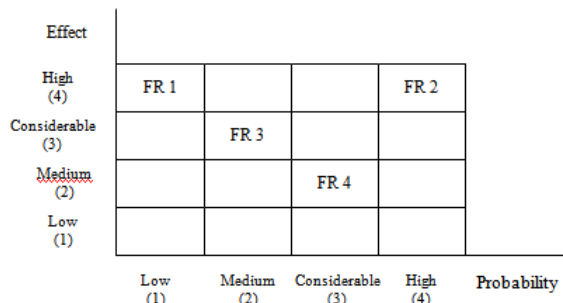 Effect
High
(4)
FR 1
FR 2
Considerable
(3)
FR 3
Medium
(2)
FR 4
Low
(1)
Low
(1)
Medium
(2)
Considerable
(3)
High
(4)
Probability